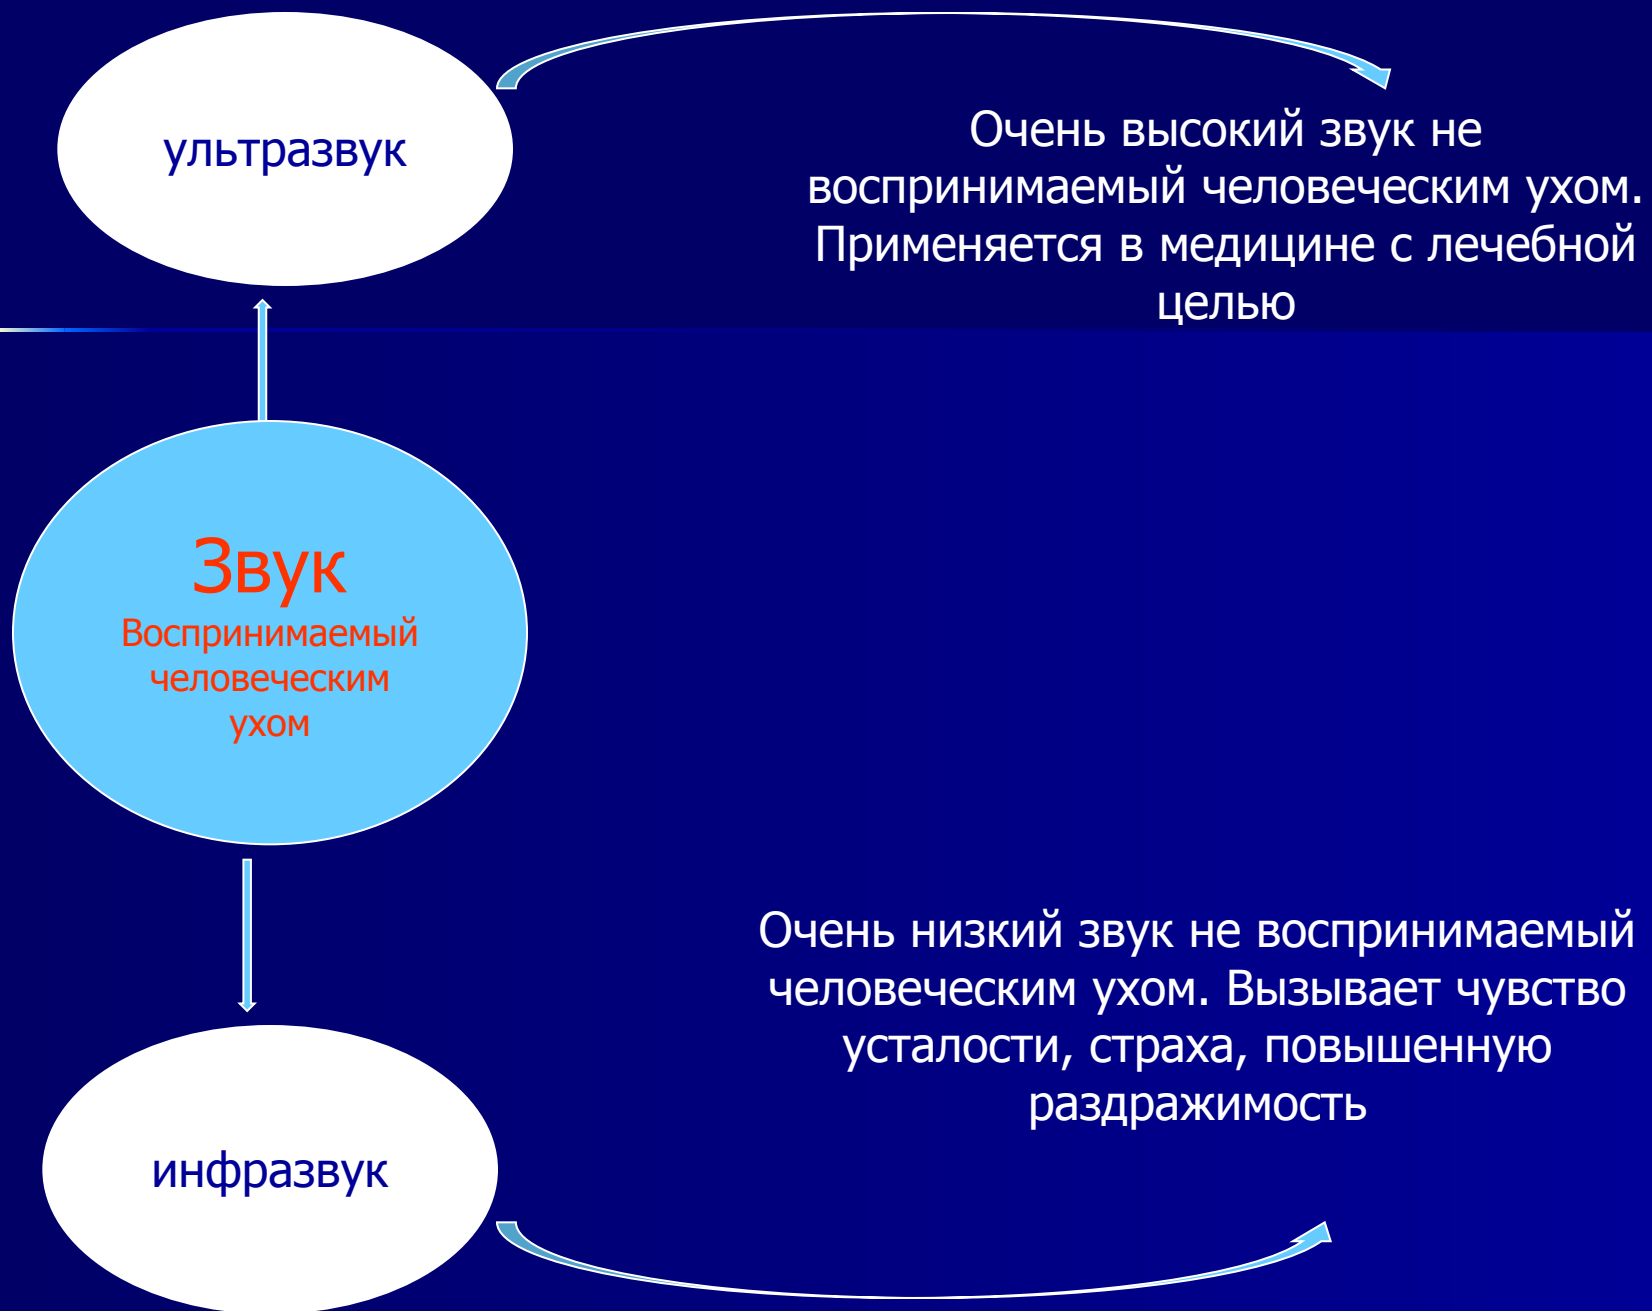 ультразвук
Очень высокий звук не
воспринимаемый человеческим ухом.
Применяется в медицине с лечебной
целью
Звук
Воспринимаемый
человеческим
ухом
Очень низкий звук не воспринимаемый
человеческим ухом. Вызывает чувство
усталости, страха, повышенную
раздражимость
инфразвук